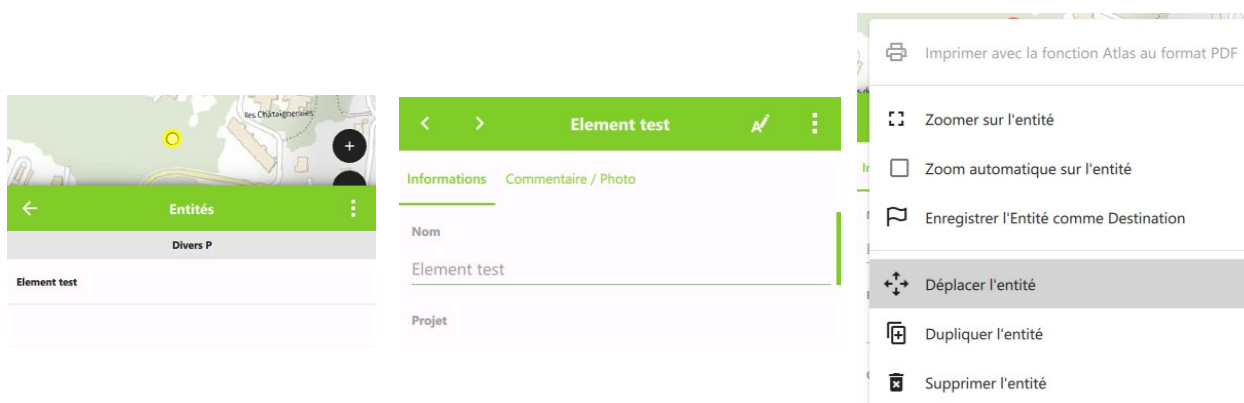 les Châtaigneraies
+
Entités
Divers P
Element test
Element test
Informations Commentaire / Photo
Nom
Element test
Projet
Imprimer avec la fonction Atlas au format PDF
Zoomer sur l'entité
Zoom automatique sur l'entité
Enregistrer l'Entité comme Destination
Déplacer l'entité
Dupliquer l'entité
Supprimer l'entité